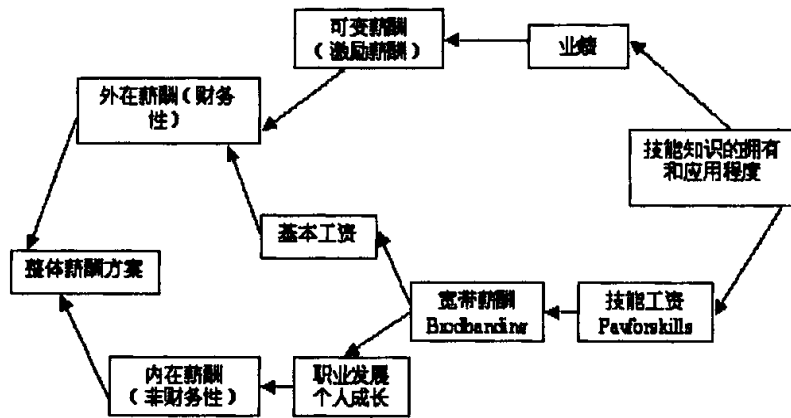 可变薪酬
（激励薪酬）
业绩
外在薪酬（财务
性）
技能知识的拥有
和应用程度
基本工资
整体薪酬方案
宽带薪酬
Brodbanding
技能工资
Payforskills
内在薪酬
（非财务性）
职业发展
个人成长